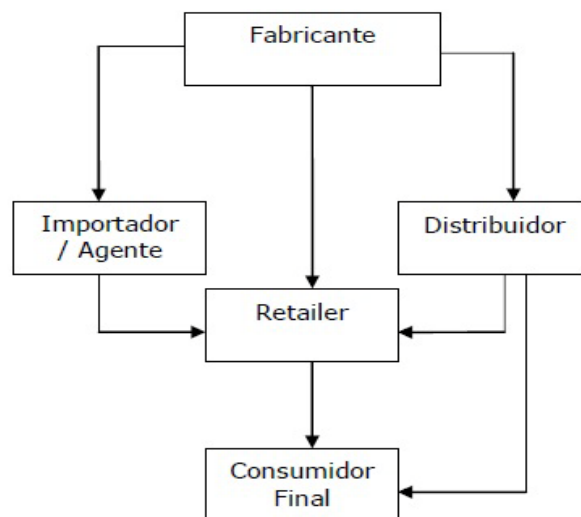 Fabricante
Importador
/ Agente
Distribuidor
Retailer
Consumidor
Final